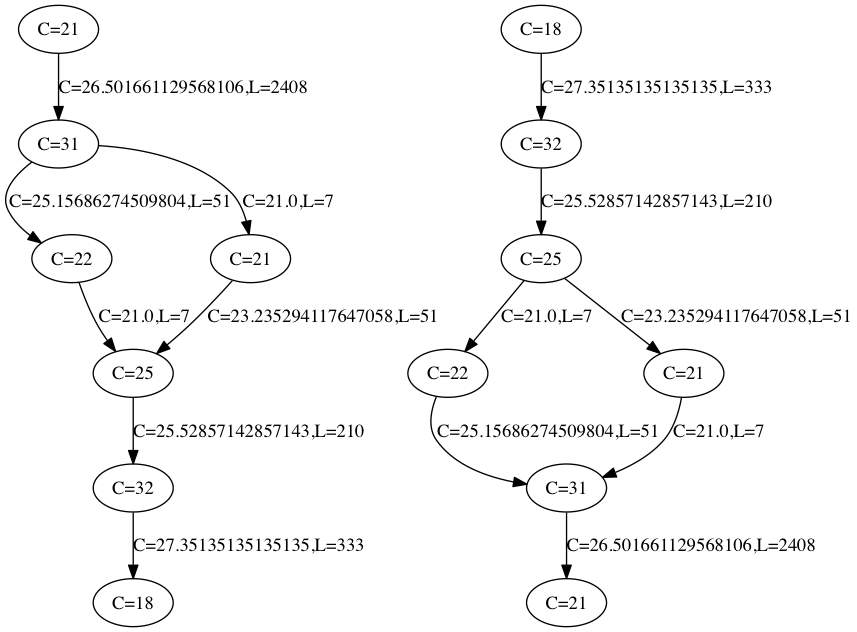 C=21
C=26.501661129568106,L=2408
C=31
C=25.15686274509804,L=51
C=21.0,L=7
C=22
C=21
C=21.0,L=7
C=23.235294117647058,L=51
C=25
C=25.52857142857143,L=210
C=32
C=27.35135135135135,L=333
C=18
C=18
C=27.35135135135135,L=333
C=32
C=25.52857142857143,L=210
C=25
C=21.0,L=7
C=23.235294117647058,L=51
C=22
C=21
C=25.15686274509804,L=51
C=21.0,L=7
C=31
C=26.501661129568106,L=2408
C=21